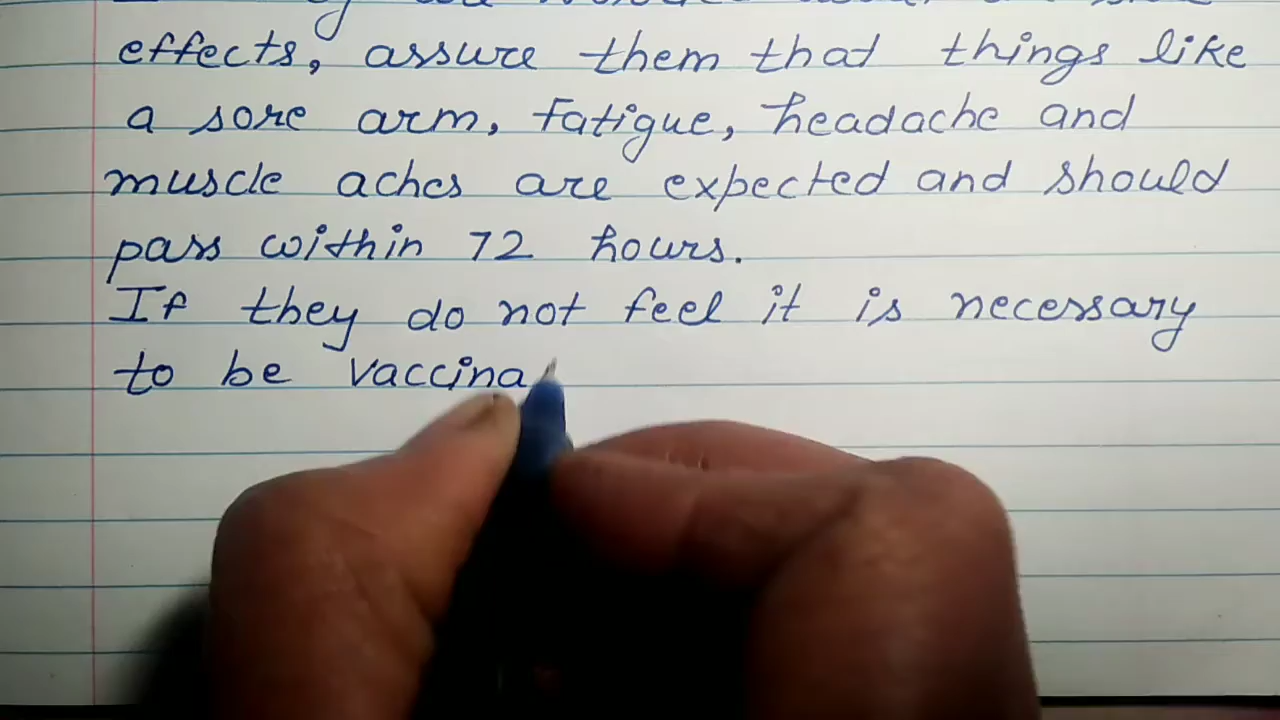 effects, assure them that things like
a sore arm, fatigue, headache and
muscle aches are expected and should
pass within 72 hours.
If they do not feel it is necessary
to be vaccina